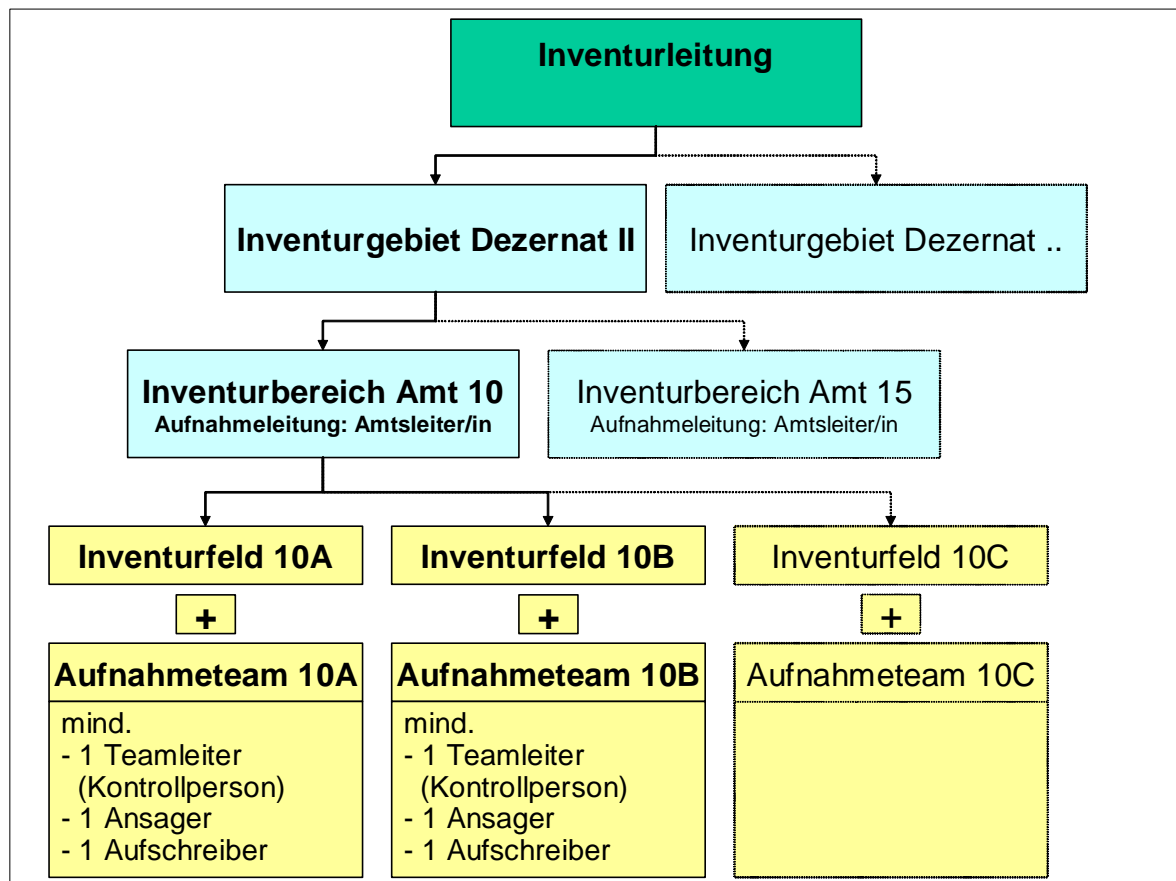 Inventurleitung
Inventurgebiet Dezernat II
Inventurgebiet Dezernat ..
Inventurbereich Amt 10
Aufnahmeleitung: Amtsleiter/in
Inventurbereich Amt 15
Aufnahmeleitung: Amtsleiter/in
Inventurfeld 10A
Inventurfeld 10B
Inventurfeld 10C
+
+
+
Aufnahmeteam 10A
mind.
- 1 Teamleiter
(Kontrollperson)
- 1 Ansager
- 1 Aufschreiber
Aufnahmeteam 10B
mind.
- 1 Teamleiter
(Kontrollperson)
- 1 Ansager
- 1 Aufschreiber
Aufnahmeteam 10C